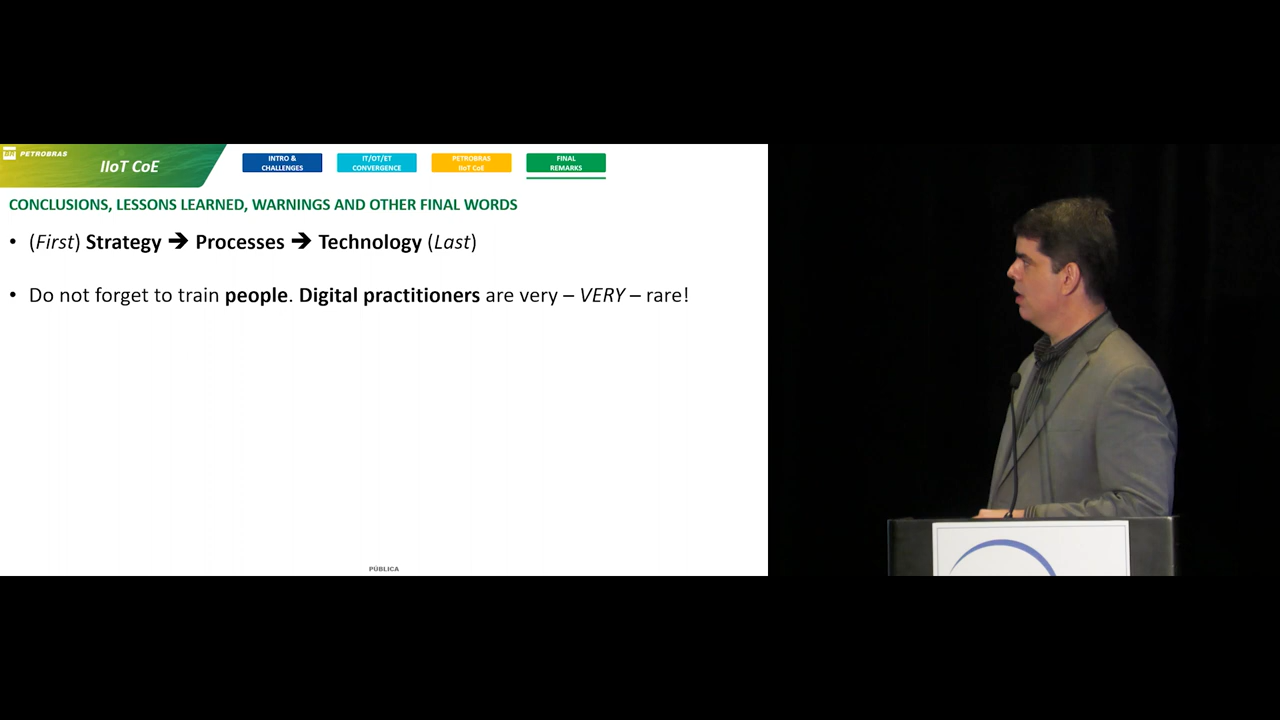 BR PETROBRAS
IIoT CoE
INTRO &
CHALLENGES
IT/OT/ET
CONVERGENCE
PETROBRAS
IIoT CoE
FINAL
REMARKS
CONCLUSIONS, LESSONS LEARNED, WARNINGS AND OTHER FINAL WORDS
• (First) Strategy ➔ Processes ➔ Technology (Last)
• Do not forget to train people. Digital practitioners are very – VERY – rare!
PÚBLICA